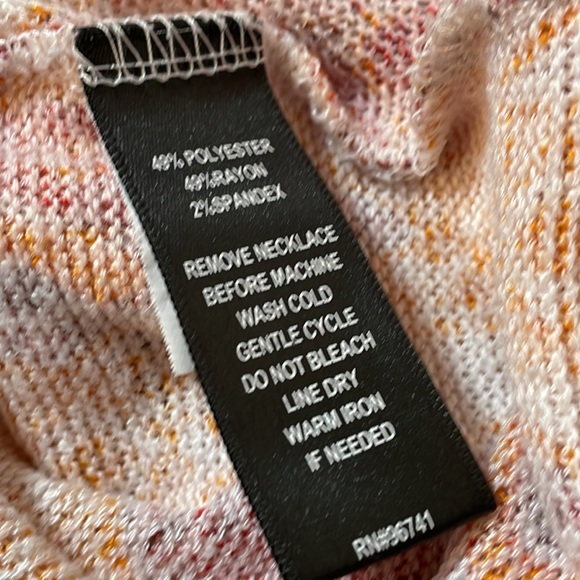 49% POLYESTER
49% RAYON
2% SPANDEX
REMOVE NECKLACE
BEFORE MACHINE
WASH COLD
GENTLE CYCLE
DO NOT BLEACH
LINE DRY
WARM IRON
IF NEEDED
RN#96741